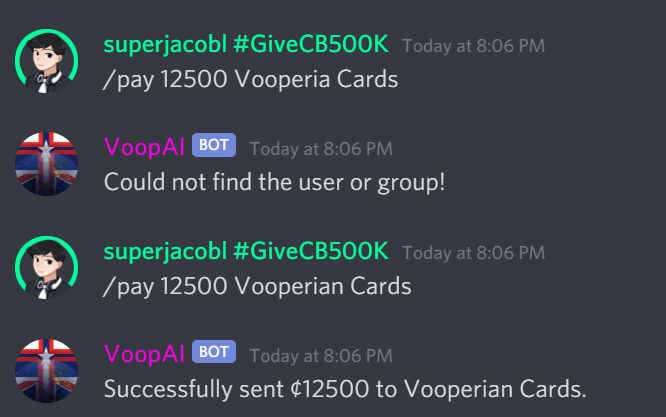 superjacobl #GiveCB500K Today at 8:06 PM
/pay 12500 Vooperia Cards
VoopAI BOT Today at 8:06 PM
Could not find the user or group!
superjacobl #GiveCB500K Today at 8:06 PM
/pay 12500 Vooperian Cards
VoopAI BOT Today at 8:06 PM
Successfully sent ¢12500 to Vooperian Cards.